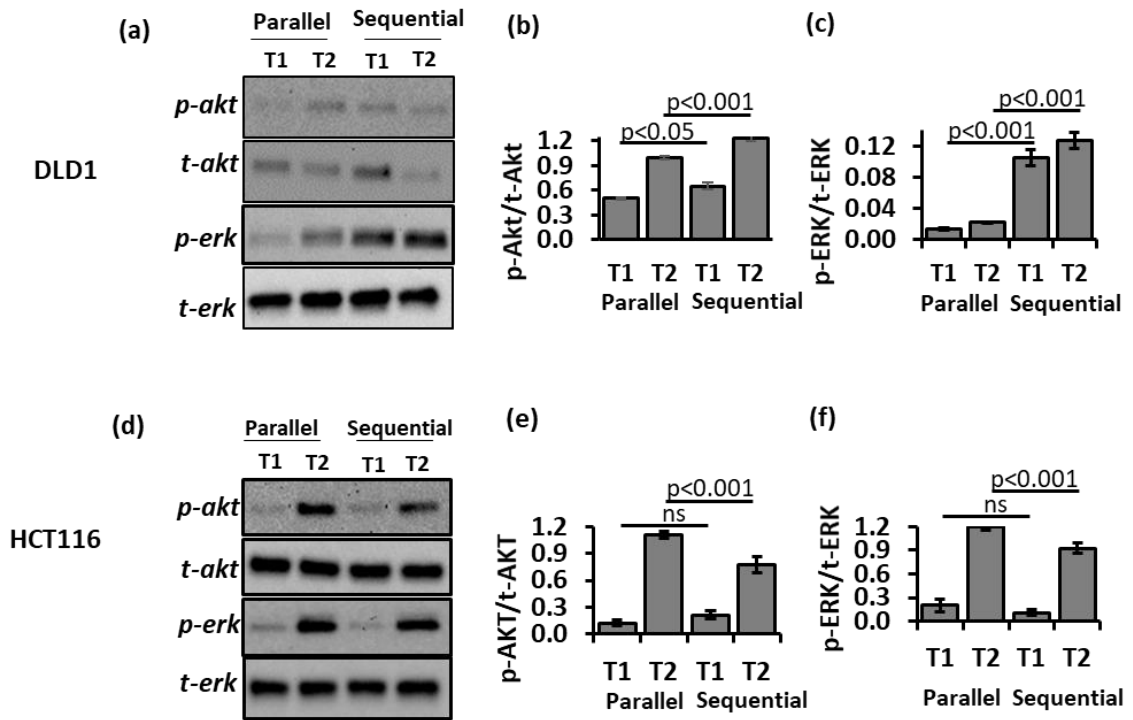 (a)
Parallel Sequential
T1 T2 T1 T2
DLD1
p-akt
t-akt
p-erk
t-erk
(b)
p<0.001
p<0.05
p-Akt/t-Akt
1.2
0.9
0.6
0.3
0.0
T1 T2 T1 T2
Parallel Sequential
(c)
p<0.001
p<0.001
p-ERK/t-ERK
0.12
0.08
0.04
0.00
T1 T2 T1 T2
Parallel Sequential
(d)
Parallel Sequential
T1 T2 T1 T2
HCT116
p-akt
t-akt
p-erk
t-erk
(e)
p<0.001
ns
p-AKT/t-AKT
1.2
0.9
0.6
0.3
0.0
T1 T2 T1 T2
Parallel Sequential
(f)
p<0.001
ns
p-ERK/t-ERK
1.2
0.9
0.6
0.3
0.0
T1 T2 T1 T2
Parallel Sequential